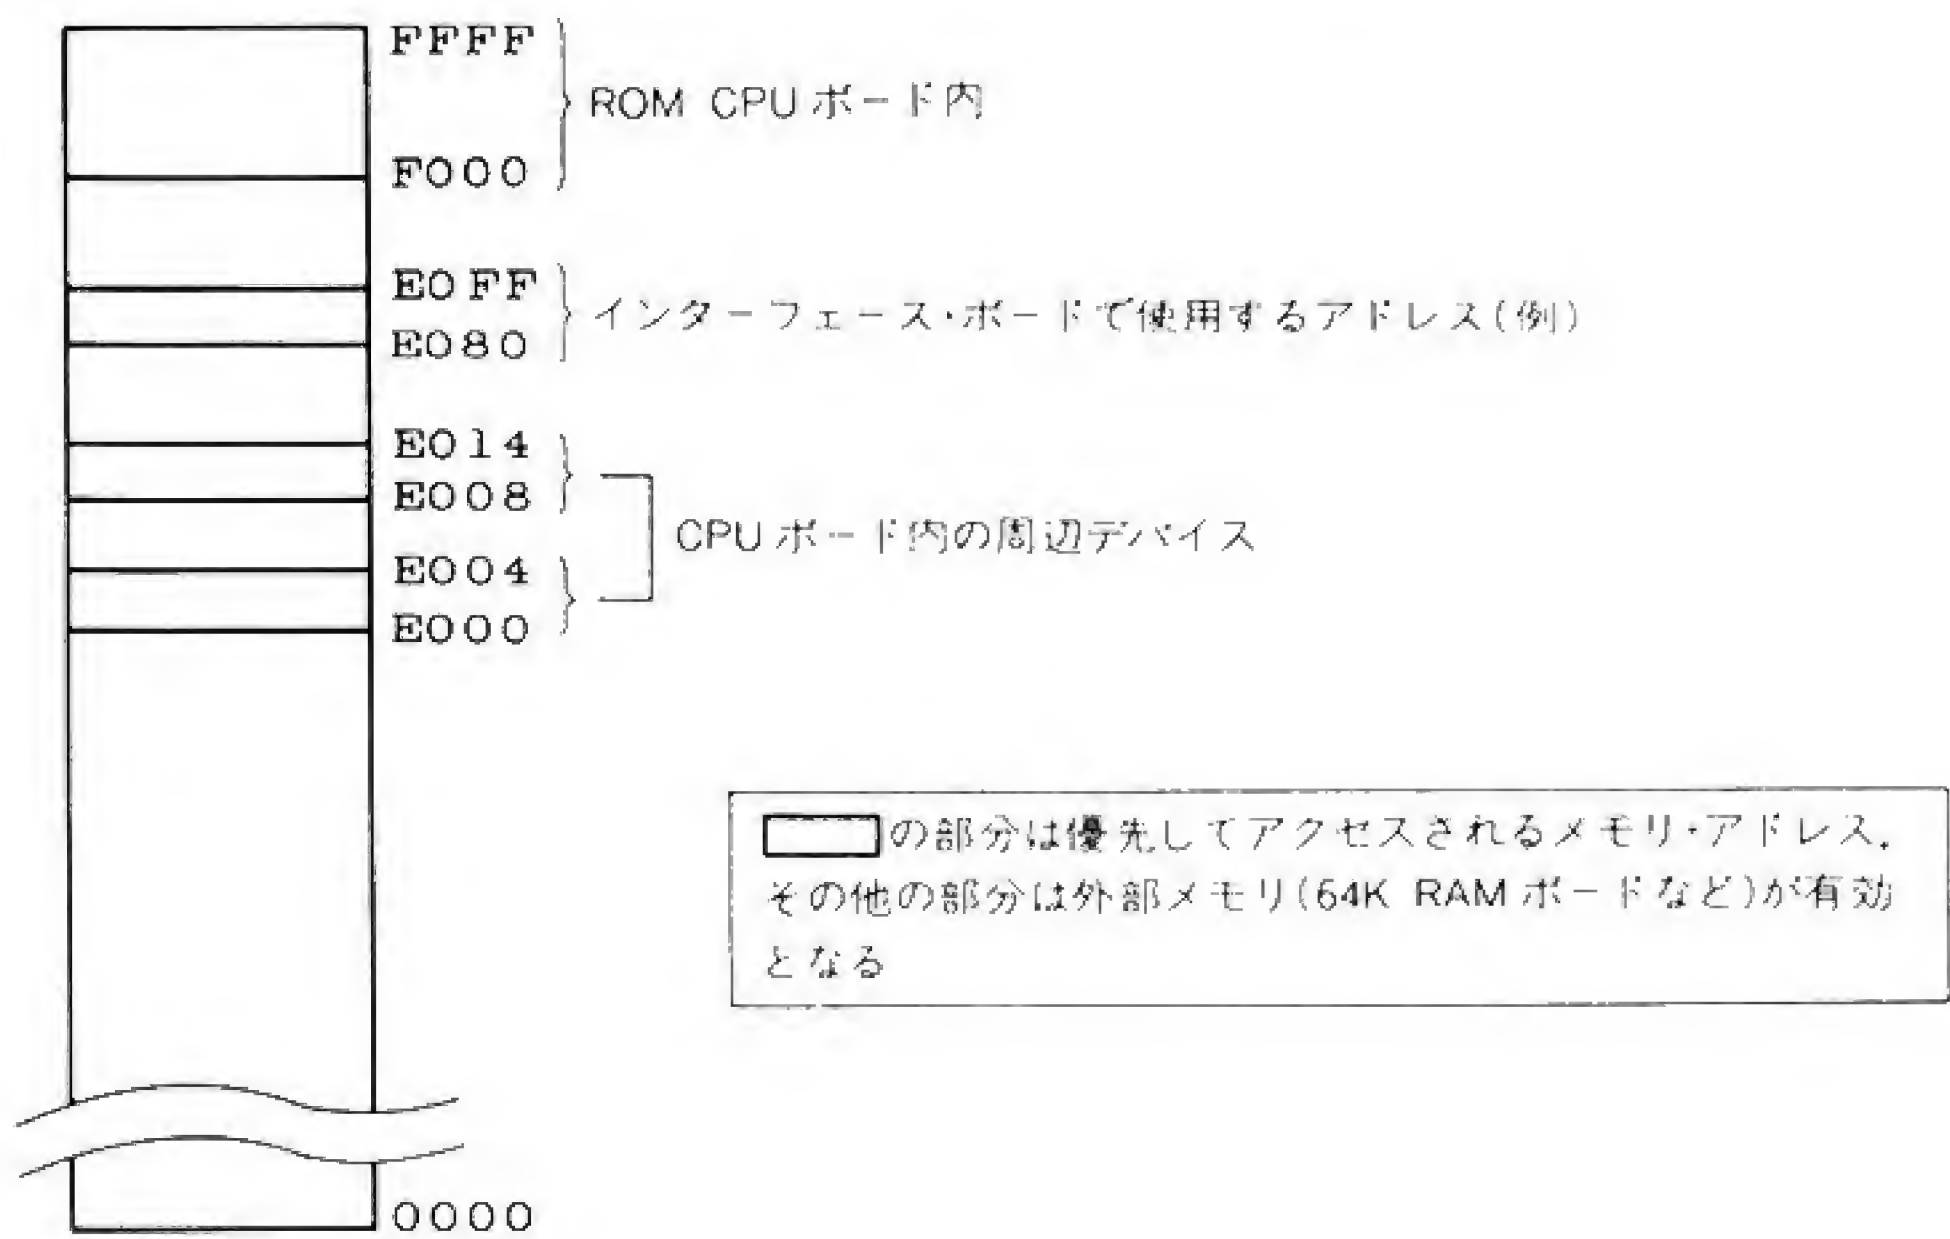 FFFF
ROM CPUボード内
F000
E0FF
インターフェース・ボードで使用するアドレス(例)
E080
E014
E008
CPUボード内の周辺デバイス
E004
E000
の部分は優先してアクセスされるメモリ・アドレス.
その他の部分は外部メモリ(64K RAMボードなど)が有効
となる
0000